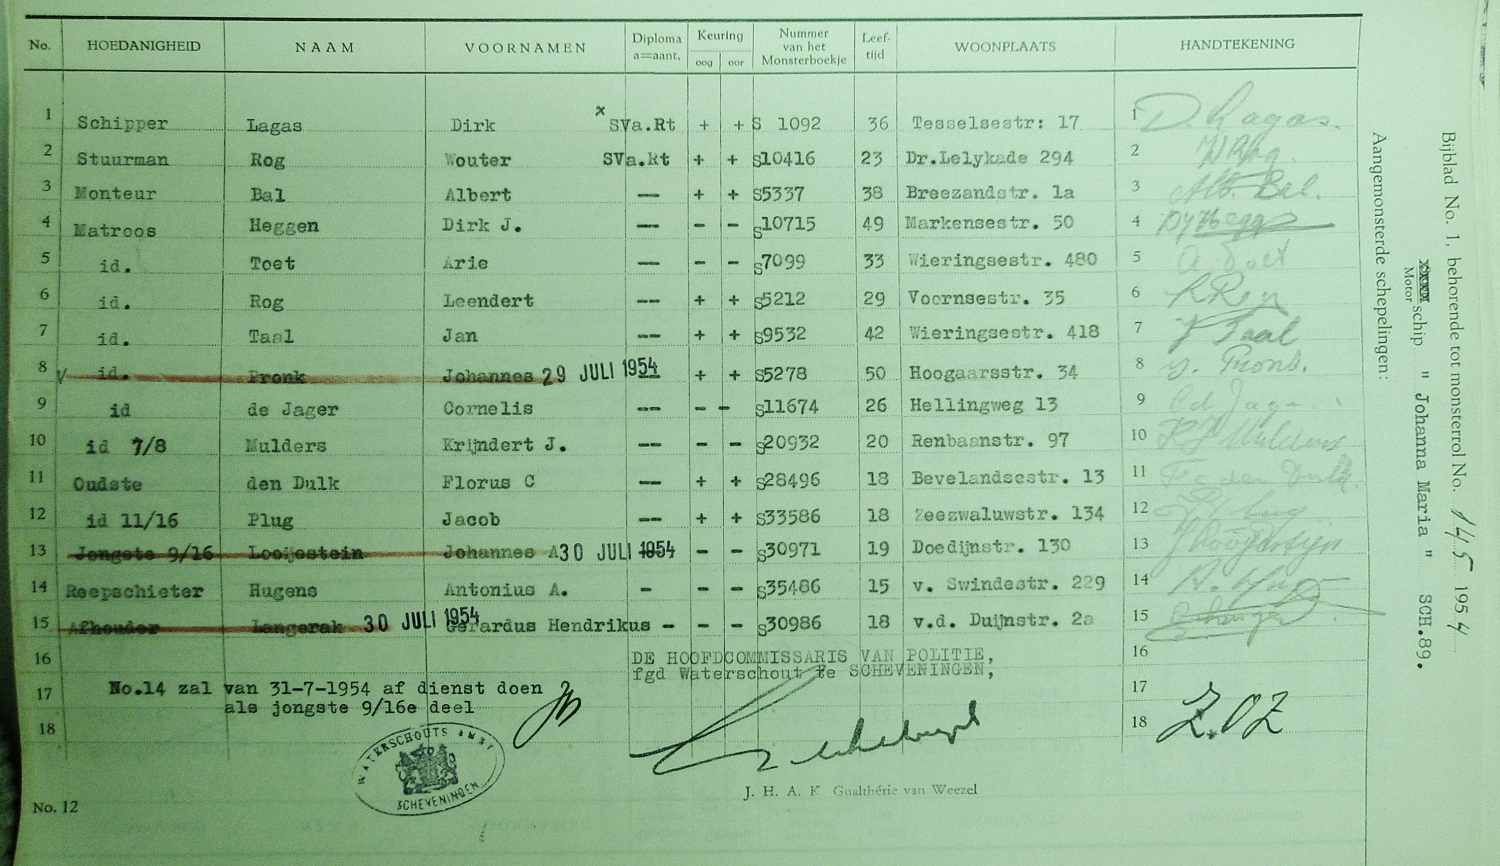 No. HOEDANIGHEID NAAM VOORNAMEN Diploma a=aant. Keuring oog oor Nummer van het Monsterboekje Leeftijd WOONPLAATS HANDTEKENING
1 Schipper Lagas Dirk x SVa.Rt + + S 1092 36 Tesselsestr: 17 1 D. Lagas.
2 Stuurman Rog Wouter SVa.Rt + + S10416 23 Dr.Lelykade 294 2 W Rog.
3 Monteur Bal Albert -- + + S5337 38 Breezandstr. 1a 3 Alb. Bal.
4 Matroos Heggen Dirk J. -- - - S10715 49 Markensestr. 50 4
5 id. Toet Arie -- - - S7099 33 Wieringsestr. 480 5 A. Toet
6 id. Rog Leendert -- + + S5212 29 Voornsestr. 35 6 L Rog
7 id. Taal Jan -- + + S9532 42 Wieringsestr. 418 7 J Taal
8 V id. Pronk Johannes 29 JULI 1954 -- + + S5278 50 Hoogaarsstr. 34 8
9 id de Jager Cornelis -- - - S11674 26 Hellingweg 13 9
10 id 7/8 Mulders Krijndert J. -- - - S20932 20 Renbaanstr. 97 10 K J Mulders
11 Oudste den Dulk Florus C -- + + S28496 18 Bevelandsestr. 13 11 F c den Dulk.
12 id 11/16 Plug Jacob -- + + S33586 18 Zeezwaluwstr. 134 12 J Plug
13 Jongste 9/16 Looijestein Johannes A 30 JULI 1954 - - S30971 19 Doedijnstr. 130 13
14 Reepschieter Hugens Antonius A. - - - S35486 15 v. Swindestr. 229 14
15 Afhouder Langerak 30 JULI 1954 Gerardus Hendrikus - - - S30986 18 v.d. Duijnstr. 2a 15
16 DE HOOFDCOMMISSARIS VAN POLITIE, 16
fgd Waterschout te SCHEVENINGEN,
17 No.14 zal van 31-7-1954 af dienst doen 17
als jongste 9/16e deel
18 18 Z.O.Z
WATERSCHOUTS AMBT
SCHEVENINGEN
J. H. A. K Gualthérie van Weezel
No. 12
Bijblad No. 1, behorende tot monsterrol No. 145 1954
Motor schip " Johanna Maria " SCH.89.
Aangemonsterde schepelingen: